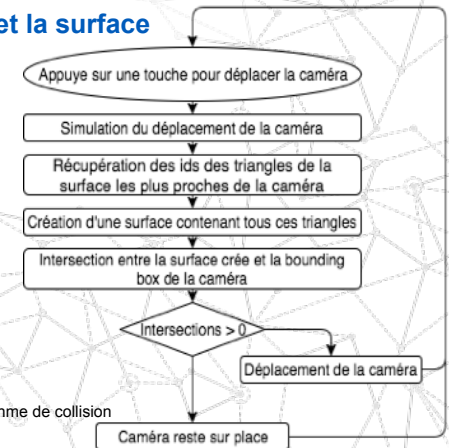 et la surface
Appuye sur une touche pour déplacer la caméra
Simulation du déplacement de la caméra
Récupération des ids des triangles de la
surface les plus proches de la caméra
Création d'une surface contenant tous ces triangles
Intersection entre la surface crée et la bounding
box de la caméra
Intersections > 0
Déplacement de la caméra
de collision
Caméra reste sur place